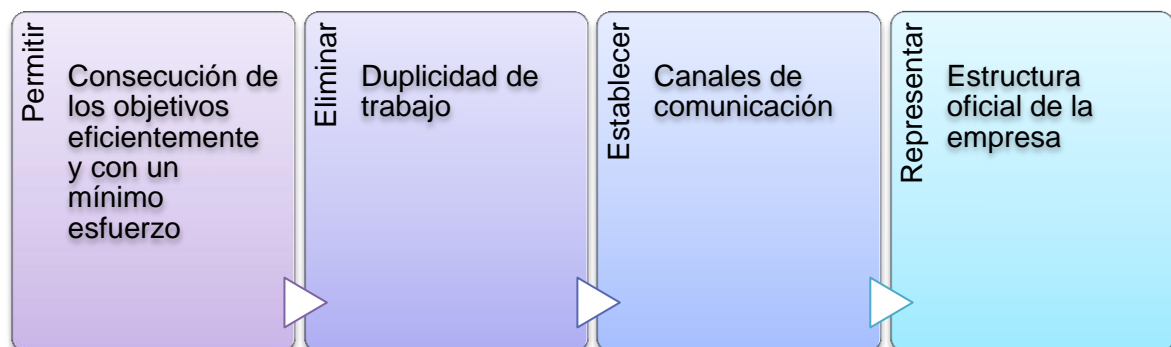 Permitir
Consecución de
los objetivos
eficientemente
y con un
mínimo
esfuerzo
Eliminar
Duplicidad de
trabajo
Establecer
Canales de
comunicación
Representar
Estructura
oficial de la
empresa